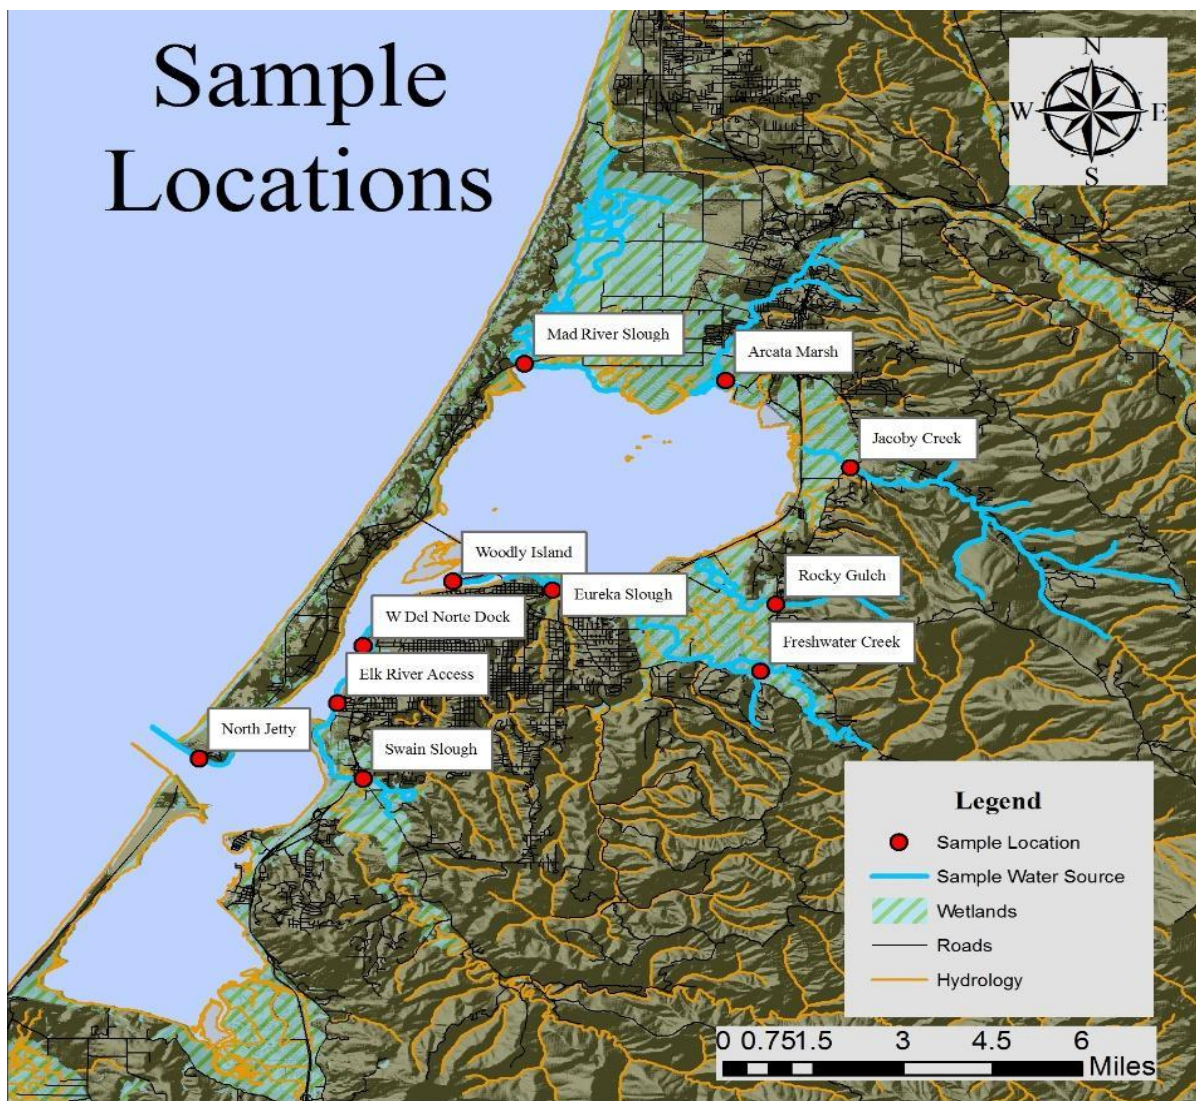 Sample
Locations
N
W E
S
Mad River Slough
Arcata Marsh
Jacoby Creek
Woodly Island
Rocky Gulch
Eureka Slough
W Del Norte Dock
Freshwater Creek
Elk River Access
North Jetty
Swain Slough
Legend
Sample Location
Sample Water Source
Wetlands
Roads
Hydrology
0 0.75 1.5 3 4.5 6
Miles